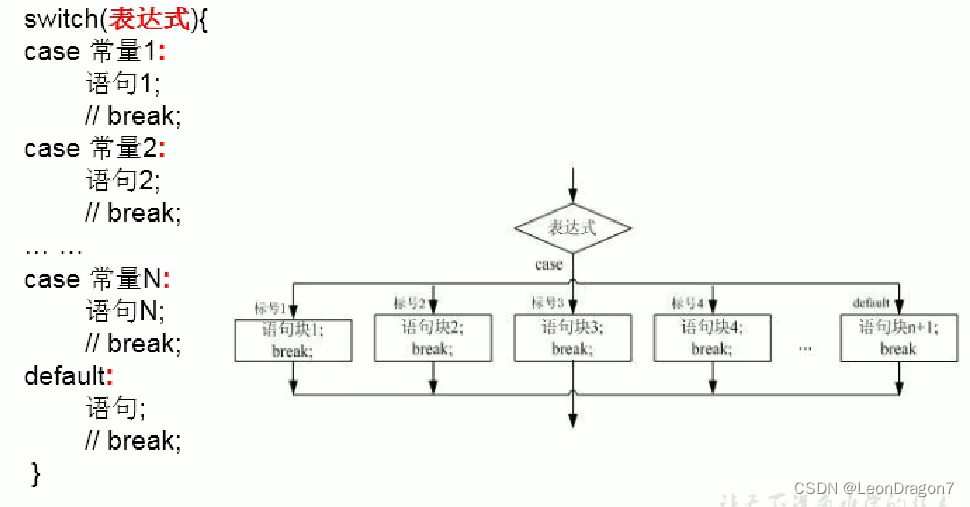 switch(表达式){
case 常量1:
语句1;
// break;
case 常量2:
语句2;
// break;
... ...
case 常量N:
语句N;
// break;
default:
语句;
// break;
}
表达式
case
标号1
语句块1;
break;
标号2
语句块2;
break;
标号3
语句块3;
break;
标号4
语句块4;
break;
...
default
语句块n+1;
break
CSDN @LeonDragon7